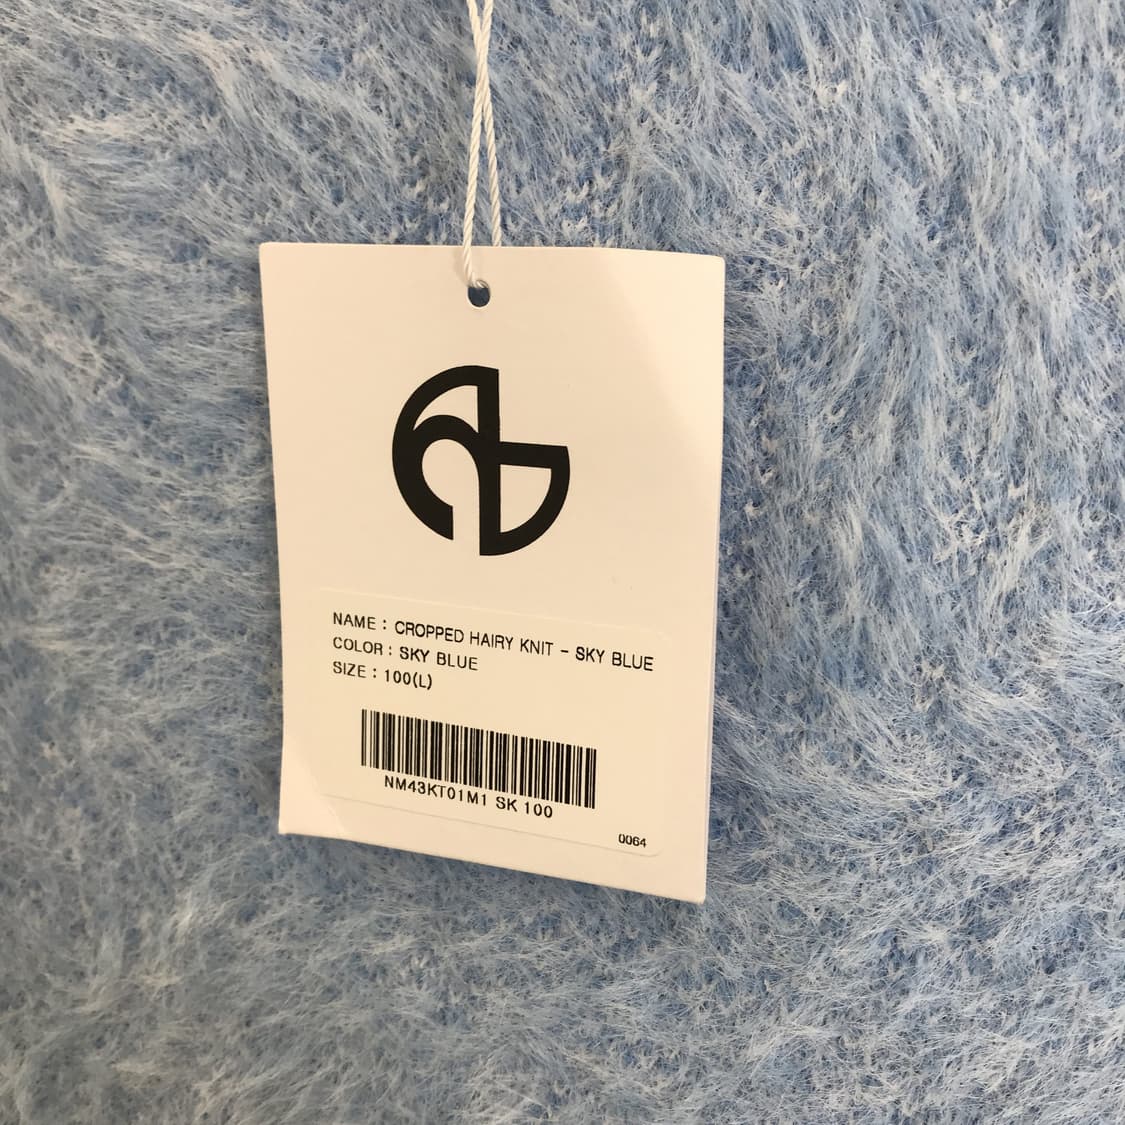 NAME : CROPPED HAIRY KNIT - SKY BLUE
COLOR : SKY BLUE
SIZE : 100(L)
NM43KT01M1 SK 100
0064